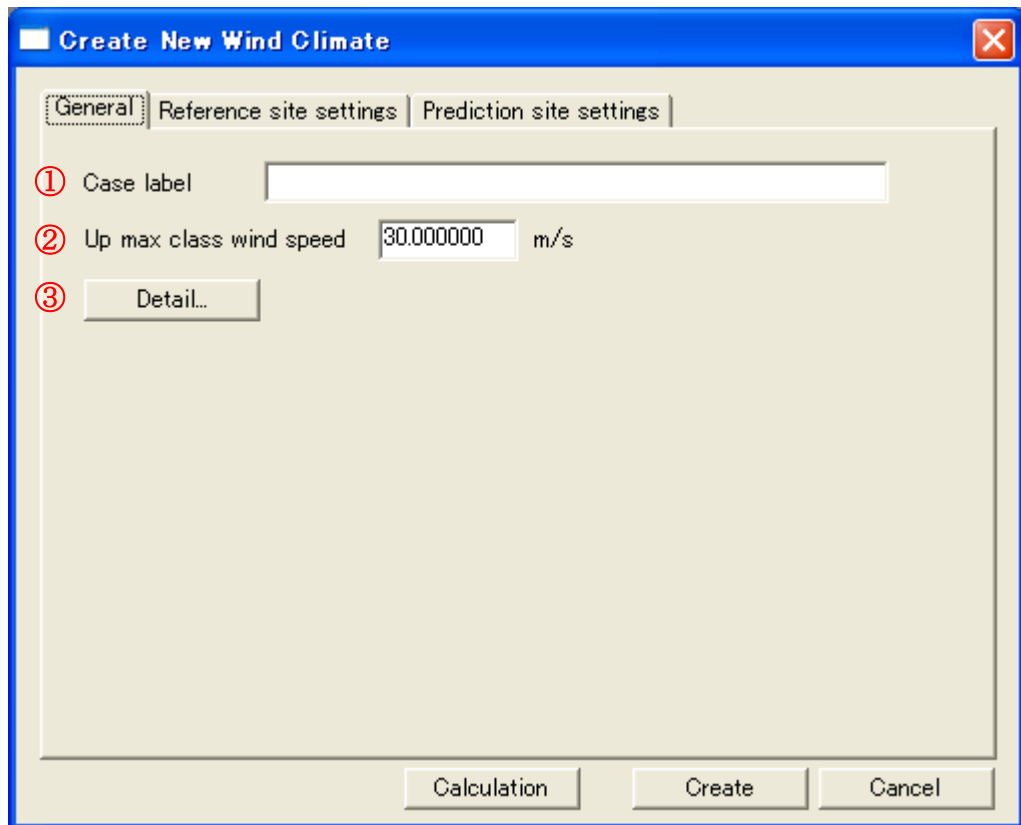 Create New Wind Climate
General Reference site settings Prediction site settings
① Case label
② Up max class wind speed 30.000000 m/s
③ Detail...
Calculation Create Cancel